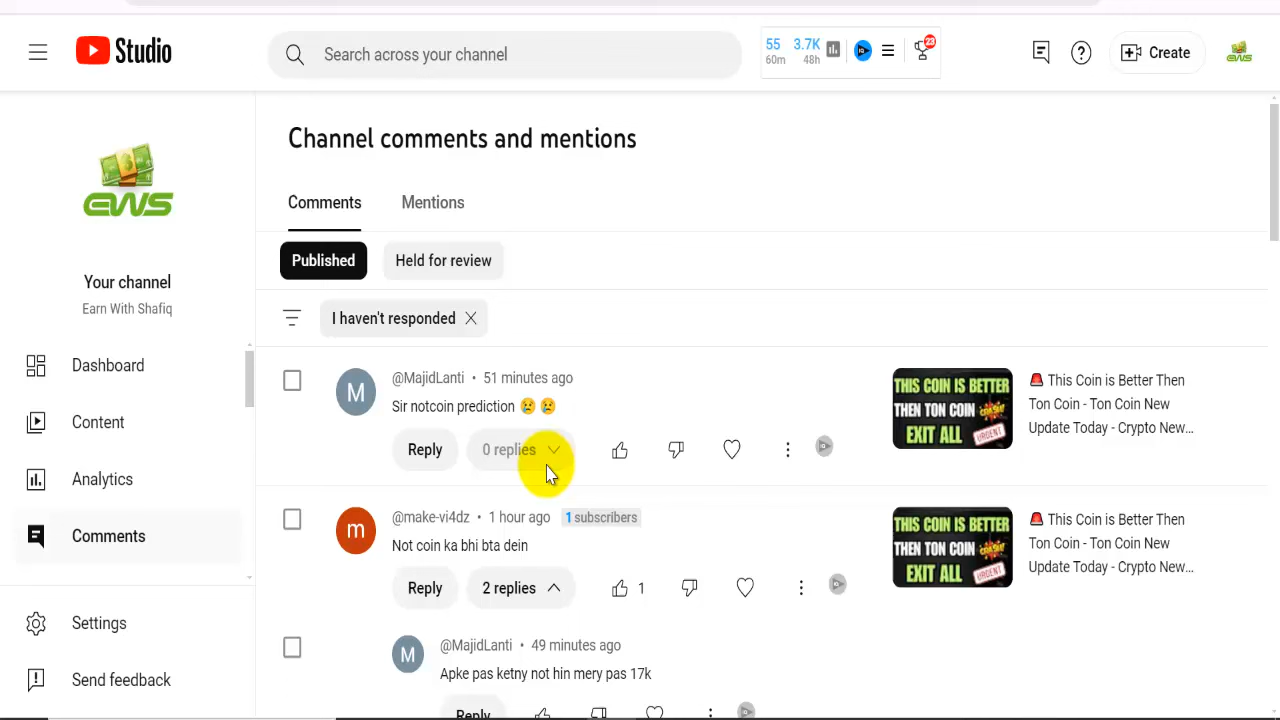 Studio
Search across your channel
55 3.7K
60m 48h
23
Create
EWS
Channel comments and mentions
EWS
Comments
Mentions
Published
Held for review
Your channel
Earn With Shafiq
I haven't responded
Dashboard
Content
Analytics
Comments
Settings
Send feedback
M
@MajidLanti • 51 minutes ago
Sir notcoin prediction 😢 😢
Reply
0 replies
THIS COIN IS BETTER
THEN TON COIN
EXIT ALL
URGENT
🚨 This Coin is Better Then
Ton Coin - Ton Coin New
Update Today - Crypto New...
m
@make-vi4dz • 1 hour ago 1 subscribers
Not coin ka bhi bta dein
Reply
2 replies
1
THIS COIN IS BETTER
THEN TON COIN
EXIT ALL
URGENT
🚨 This Coin is Better Then
Ton Coin - Ton Coin New
Update Today - Crypto New...
M
@MajidLanti • 49 minutes ago
Apke pas ketny not hin mery pas 17k
Reply